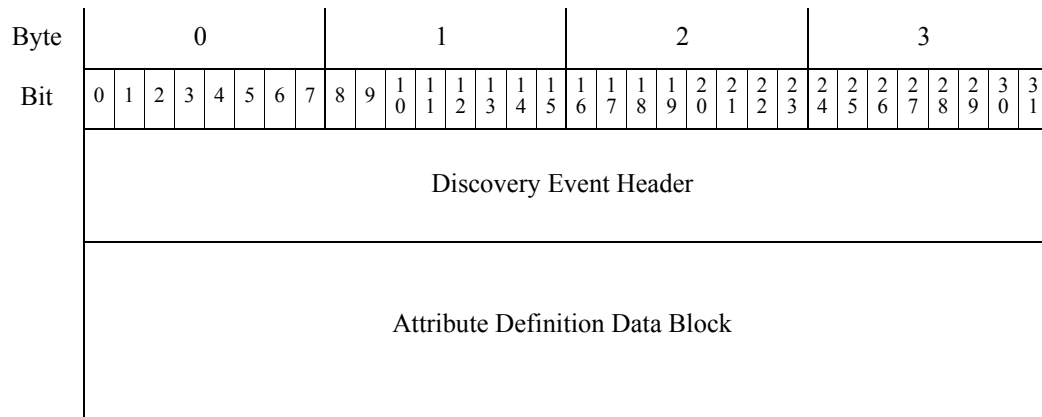 Byte 0 1 2 3
Bit 0 1 2 3 4 5 6 7 8 9 10 11 12 13 14 15 16 17 18 19 20 21 22 23 24 25 26 27 28 29 30 31
Discovery Event Header
Attribute Definition Data Block